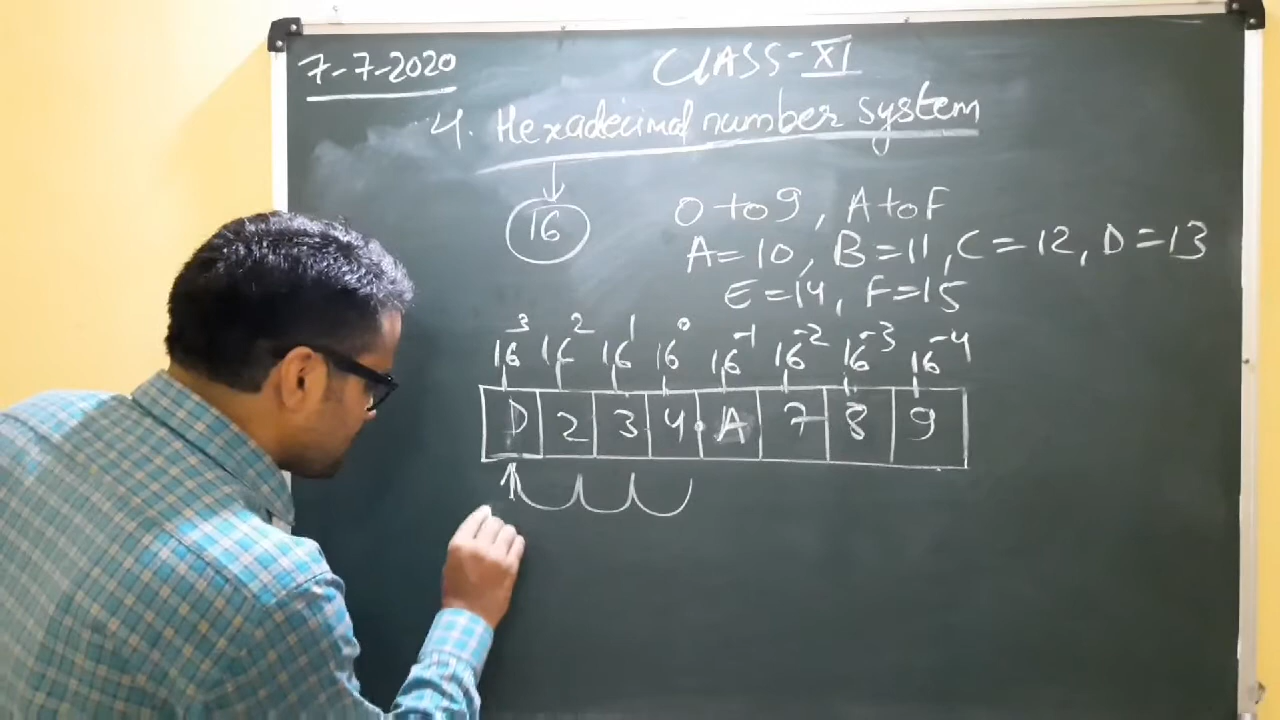 7-7-2020
CLASS-XI
4. Hexadecimal number system
16
0 to 9, A to F
A=10, B=11, C=12, D=13
E=14, F=15
16³ 16² 16¹ 16⁰ 16⁻¹ 16⁻² 16⁻³ 16⁻⁴
D 2 3 4 . A 7 8 9